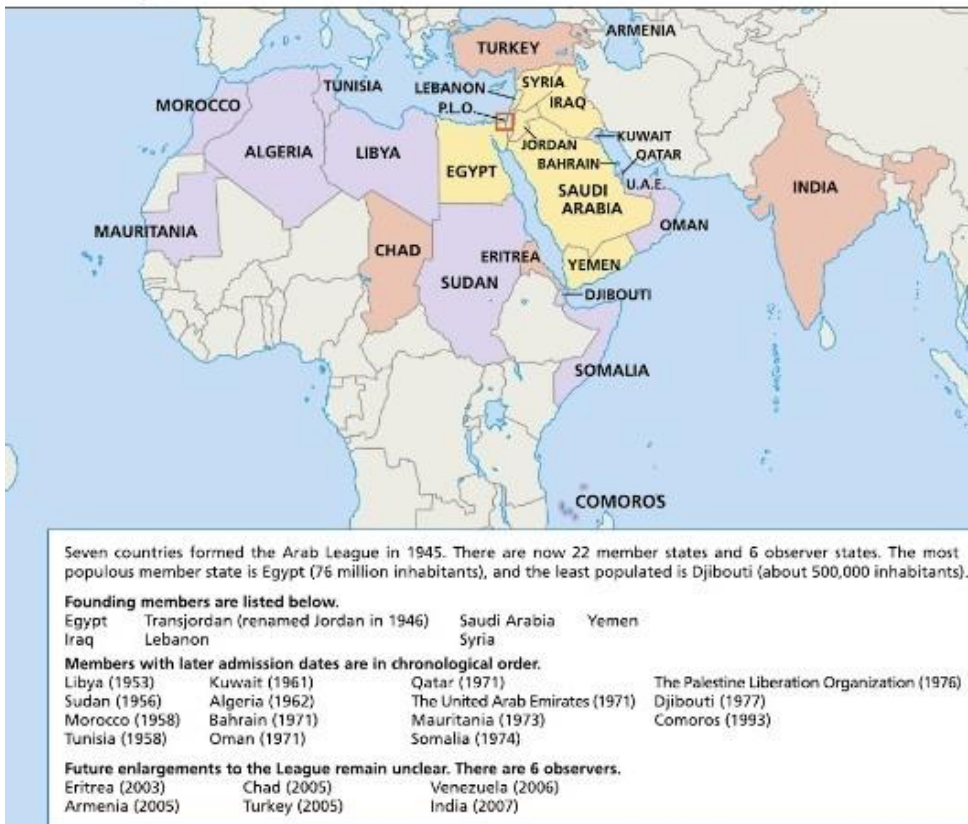 TURKEY
ARMENIA
TUNISIA
LEBANON
SYRIA
MOROCCO
P.L.O.
IRAQ
KUWAIT
ALGERIA
LIBYA
JORDAN
BAHRAIN
QATAR
EGYPT
U.A.E.
SAUDI
ARABIA
INDIA
MAURITANIA
OMAN
CHAD
ERITREA
YEMEN
SUDAN
DJIBOUTI
SOMALIA
COMOROS
Seven countries formed the Arab League in 1945. There are now 22 member states and 6 observer states. The most
populous member state is Egypt (76 million inhabitants), and the least populated is Djibouti (about 500,000 inhabitants).
Founding members are listed below.
Egypt Transjordan (renamed Jordan in 1946) Saudi Arabia Yemen
Iraq Lebanon Syria
Members with later admission dates are in chronological order.
Libya (1953) Kuwait (1961) Qatar (1971) The Palestine Liberation Organization (1976)
Sudan (1956) Algeria (1962) The United Arab Emirates (1971) Djibouti (1977)
Morocco (1958) Bahrain (1971) Mauritania (1973) Comoros (1993)
Tunisia (1958) Oman (1971) Somalia (1974)
Future enlargements to the League remain unclear. There are 6 observers.
Eritrea (2003) Chad (2005) Venezuela (2006)
Armenia (2005) Turkey (2005) India (2007)